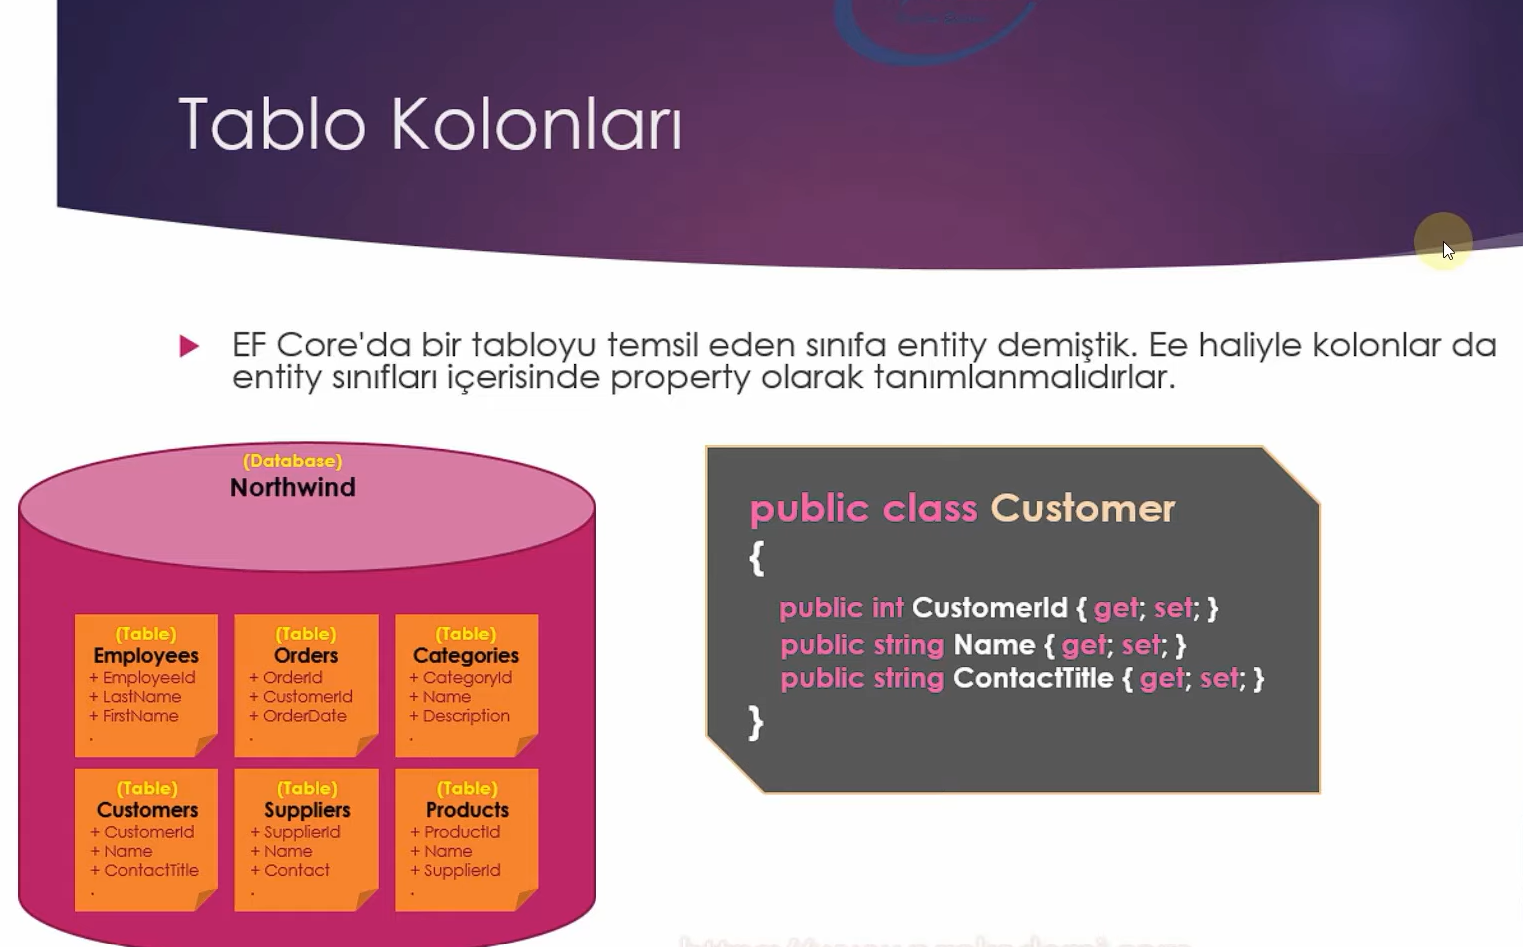 Tablo Kolonları
EF Core'da bir tabloyu temsil eden sınıfa entity demiştik. Ee haliyle kolonlar da
entity sınıfları içerisinde property olarak tanımlanmalıdırlar.
(Database)
Northwind
(Table)
Employees
+ EmployeeId
+ LastName
+ FirstName
.
(Table)
Orders
+ OrderId
+ CustomerId
+ OrderDate
.
(Table)
Categories
+ CategoryId
+ Name
+ Description
.
(Table)
Customers
+ CustomerId
+ Name
+ ContactTitle
.
(Table)
Suppliers
+ SupplierId
+ Name
+ Contact
.
(Table)
Products
+ ProductId
+ Name
+ SupplierId
.
public class Customer
{
public int CustomerId { get; set; }
public string Name { get; set; }
public string ContactTitle { get; set; }
}